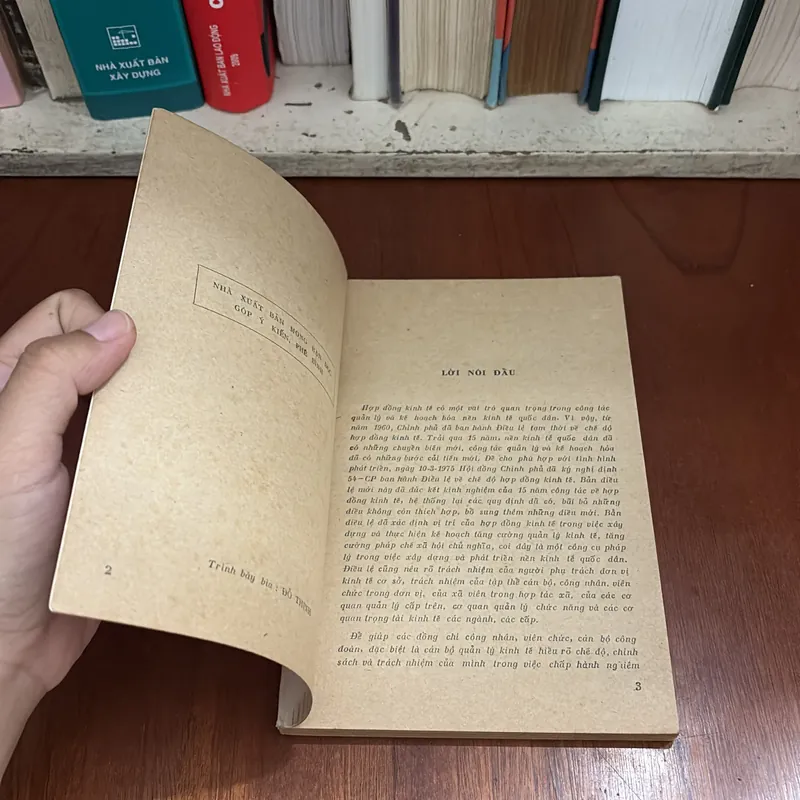 NHÀ XUẤT BẢN
XÂY DỰNG
NHÀ XUẤT BẢN LAO ĐỘNG
2009
NHÀ XUẤT BẢN MONG BẠN ĐỌC
GÓP Ý KIẾN, PHÊ BÌNH
2
Trình bày bìa : ĐỖ THỊNH
LỜI NÓI ĐẦU
Hợp đồng kinh tế có một vai trò quan trọng trong công tác
quản lý và kế hoạch hóa nền kinh tế quốc dân. Vì vậy, từ
năm 1960, Chính phủ đã ban hành Điều lệ tạm thời về chế độ
hợp đồng kinh tế. Trải qua 15 năm, nền kinh tế quốc dân đã
có những chuyển biến mới, công tác quản lý và kế hoạch hóa
đã có những bước cải tiến mới. Để cho phù hợp với tình hình
phát triển, ngày 10-3-1975 Hội đồng Chính phủ đã ký nghị định
54-CP ban hành Điều lệ về chế độ hợp đồng kinh tế. Bản điều
lệ mới này đã đúc kết kinh nghiệm của 15 năm công tác về hợp
đồng kinh tế, hệ thống lại các quy định đã có, bãi bỏ những
điều không còn thích hợp, bổ sung thêm những điều mới. Bản
điều lệ đã xác định vị trí của hợp đồng kinh tế trong việc xây
dựng và thực hiện kế hoạch tăng cường quản lý kinh tế, tăng
cường pháp chế xã hội chủ nghĩa, coi đây là một công cụ pháp
lý trong việc xây dựng và phát triển nền kinh tế quốc dân.
Điều lệ cũng nêu rõ trách nhiệm của người phụ trách đơn vị
kinh tế cơ sở, trách nhiệm của tập thể cán bộ, công nhân, viên
chức trong đơn vị, của xã viên trong hợp tác xã, của các cơ
quan quản lý cấp trên, cơ quan quản lý chức năng và các cơ
quan trọng tài kinh tế các ngành, các cấp.
Để giúp các đồng chí công nhân, viên chức, cán bộ công
đoàn, đặc biệt là cán bộ quản lý kinh tế hiểu rõ chế độ, chính
sách và trách nhiệm của mình trong việc chấp hành nghiêm
3